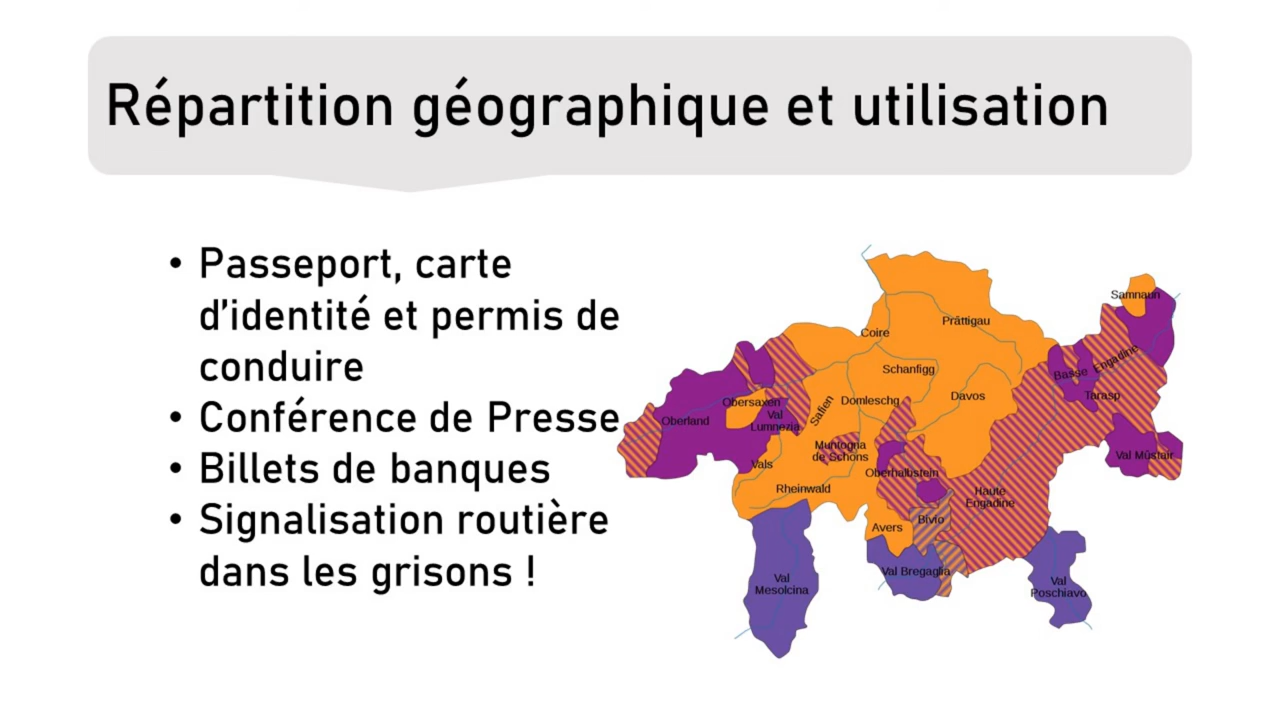 Répartition géographique et utilisation
• Passeport, carte
d'identité et permis de
conduire
• Conférence de Presse
• Billets de banques
• Signalisation routière
dans les grisons !
Samnaun
Prättigau
Coire
Schanfigg
Basse Engadine
Davos
Tarasp
Obersaxen
Safien
Domleschg
Oberland
Val
Lumnezia
Muntogna
de Schons
Val Müstair
Vals
Oberhalbstein
Rheinwald
Haute
Engadine
Avers
Bivio
Val Bregaglia
Val
Mesolcina
Val
Poschiavo